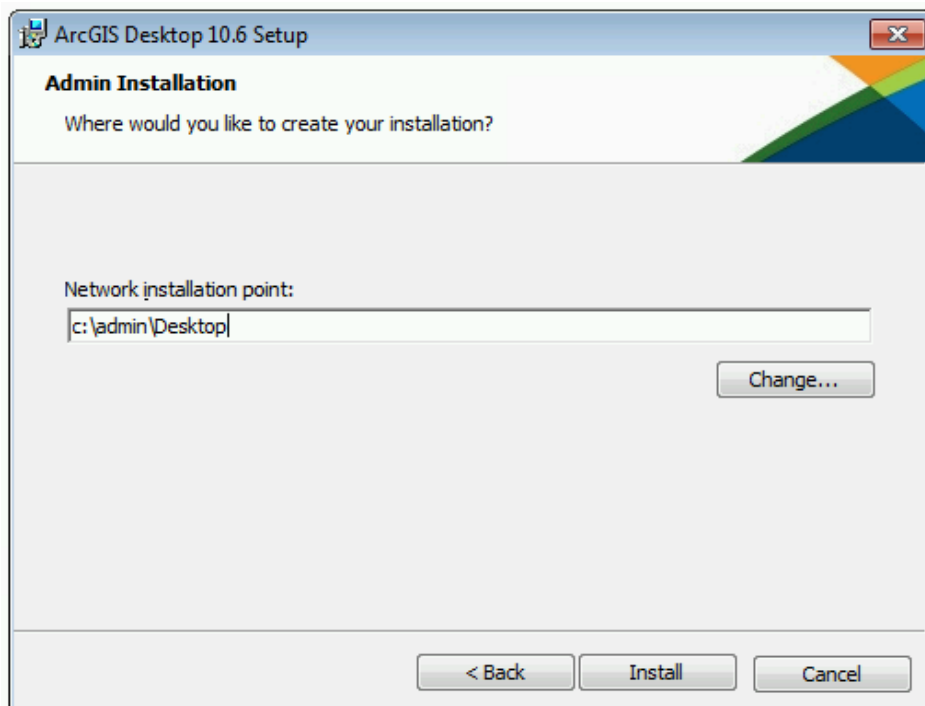 ArcGIS Desktop 10.6 Setup
Admin Installation
Where would you like to create your installation?
Network installation point:
c:\admin\Desktop
Change...
< Back
Install
Cancel